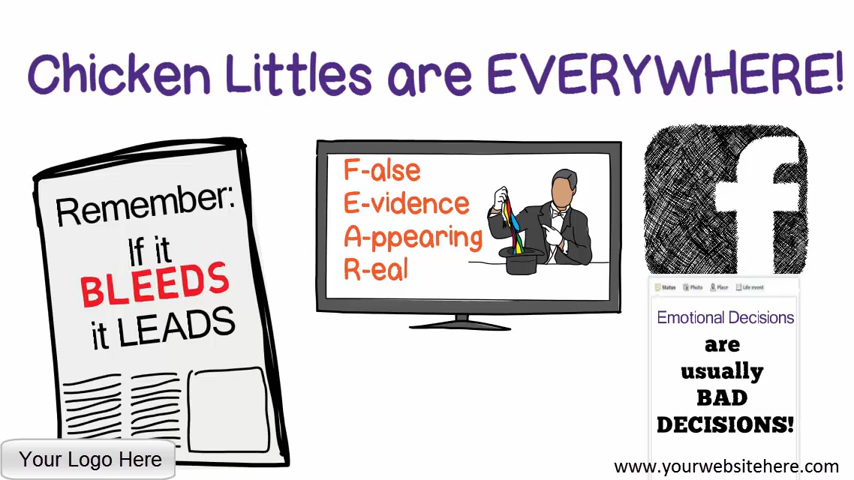 Chicken Littles are EVERYWHERE!
Remember:
If it
BLEEDS
it LEADS
F-alse
E-vidence
A-ppearing
R-eal
f
Status Photo Place Life event
Emotional Decisions
are
usually
BAD
DECISIONS!
Your Logo Here
www.yourwebsitehere.com